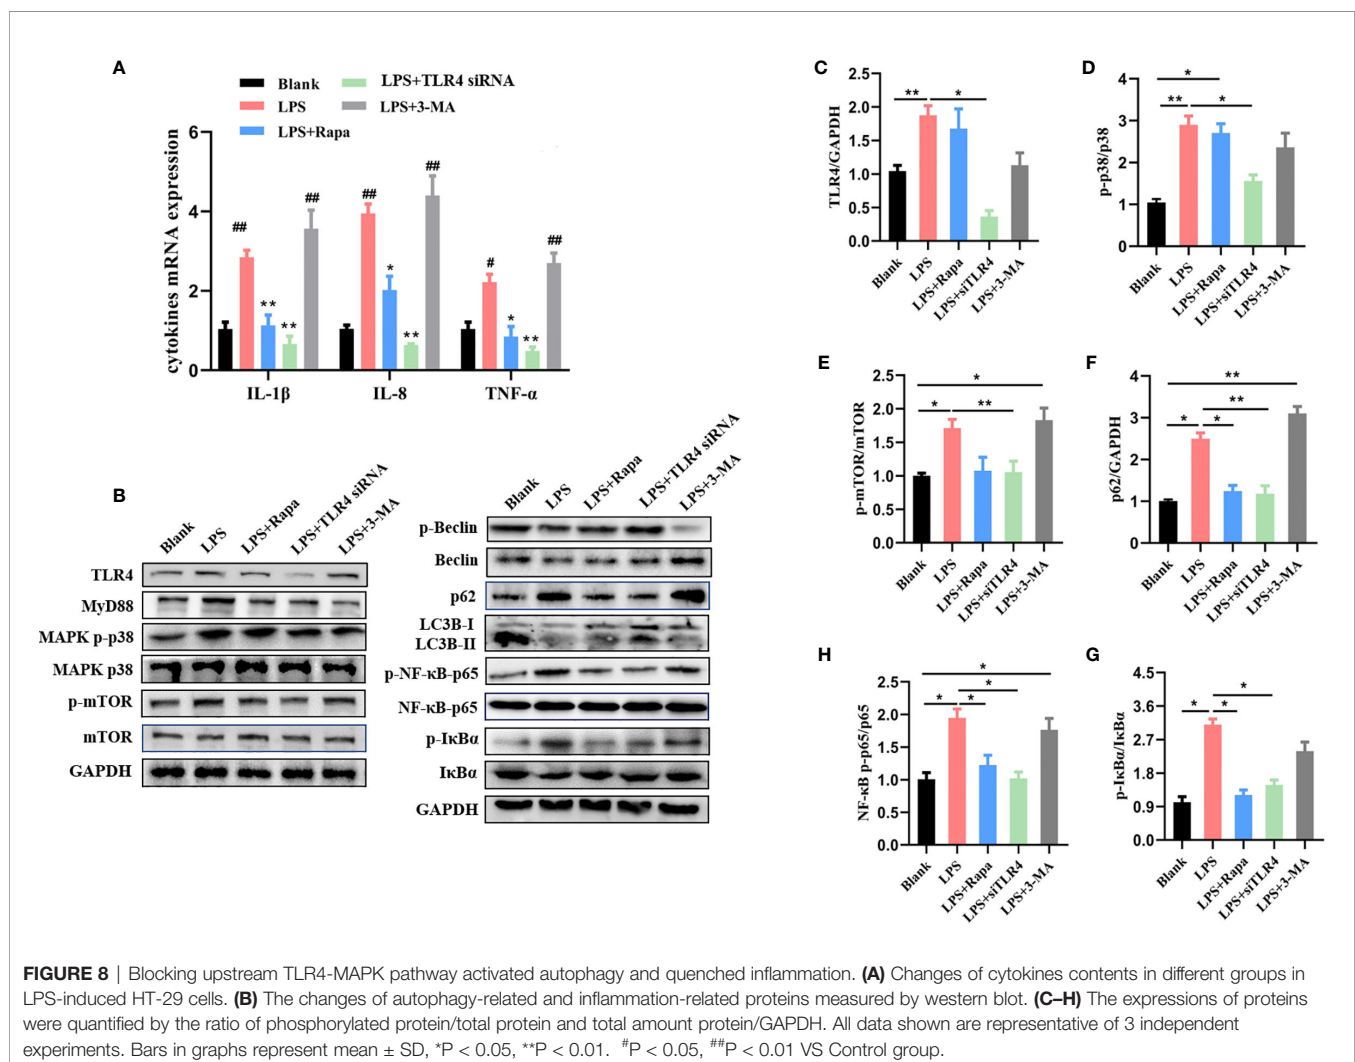 A
Blank
LPS
LPS+Rapa
LPS+TLR4 siRNA
LPS+3-MA
cytokines mRNA expression
6
4
2
0
##
**
**
##
##
*
**
##
#
*
**
##
IL-1β
IL-8
TNF-α
B
Blank
LPS
LPS+Rapa
LPS+TLR4 siRNA
LPS+3-MA
TLR4
MyD88
MAPK p-p38
MAPK p38
p-mTOR
mTOR
GAPDH
Blank
LPS
LPS+Rapa
LPS+TLR4 siRNA
LPS+3-MA
p-Beclin
Beclin
p62
LC3B-I
LC3B-II
p-NF-κB-p65
NF-κB-p65
p-IκBα
IκBα
GAPDH
C
TLR4/GAPDH
2.5
2.0
1.5
1.0
0.5
0.0
**
*
Blank
LPS
LPS+Rapa
LPS+siTLR4
LPS+3-MA
D
p-p38/p38
4
3
2
1
0
*
**
*
Blank
LPS
LPS+Rapa
LPS+siTLR4
LPS+3-MA
E
p-mTOR/mTOR
2.5
2.0
1.5
1.0
0.5
0.0
*
*
**
Blank
LPS
LPS+Rapa
LPS+siTLR4
LPS+3-MA
F
p62/GAPDH
4
3
2
1
0
**
**
*
*
Blank
LPS
LPS+Rapa
LPS+siTLR4
LPS+3-MA
H
NF-κB p-p65/p65
2.5
2.0
1.5
1.0
0.5
0.0
*
*
*
*
Blank
LPS
LPS+Rapa
LPS+siTLR4
LPS+3-MA
G
p-IκBα/IκBα
4.5
3.6
2.7
1.8
0.9
0.0
*
*
*
Blank
LPS
LPS+Rapa
LPS+siTLR4
LPS+3-MA
FIGURE 8 | Blocking upstream TLR4-MAPK pathway activated autophagy and quenched inflammation. (A) Changes of cytokines contents in different groups in
LPS-induced HT-29 cells. (B) The changes of autophagy-related and inflammation-related proteins measured by western blot. (C–H) The expressions of proteins
were quantified by the ratio of phosphorylated protein/total protein and total amount protein/GAPDH. All data shown are representative of 3 independent
experiments. Bars in graphs represent mean ± SD, *P < 0.05, **P < 0.01. #P < 0.05, ##P < 0.01 VS Control group.